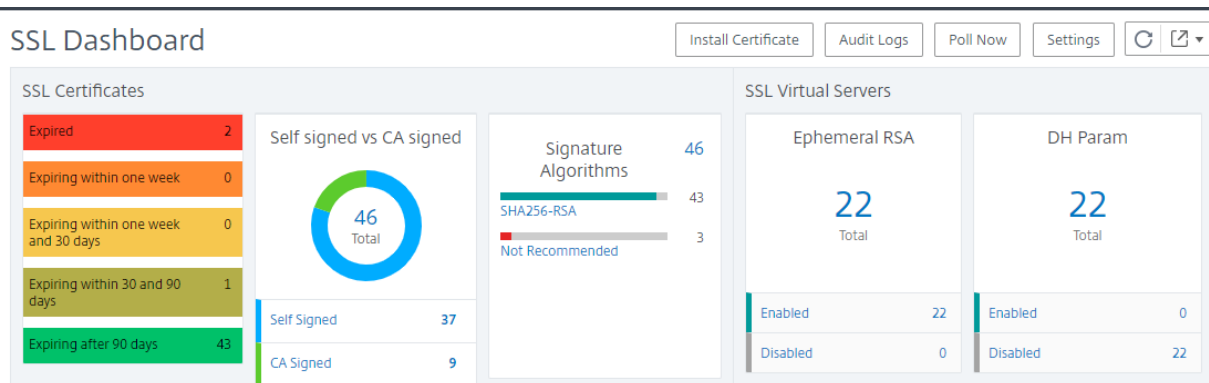 SSL Dashboard
Install Certificate
Audit Logs
Poll Now
Settings
SSL Certificates
Expired 2
Expiring within one week 0
Expiring within one week
and 30 days 0
Expiring within 30 and 90
days 1
Expiring after 90 days 43
Self signed vs CA signed
46
Total
Self Signed 37
CA Signed 9
Signature
Algorithms 46
43
SHA256-RSA
3
Not Recommended
SSL Virtual Servers
Ephemeral RSA
22
Total
Enabled 22
Disabled 0
DH Param
22
Total
Enabled 0
Disabled 22